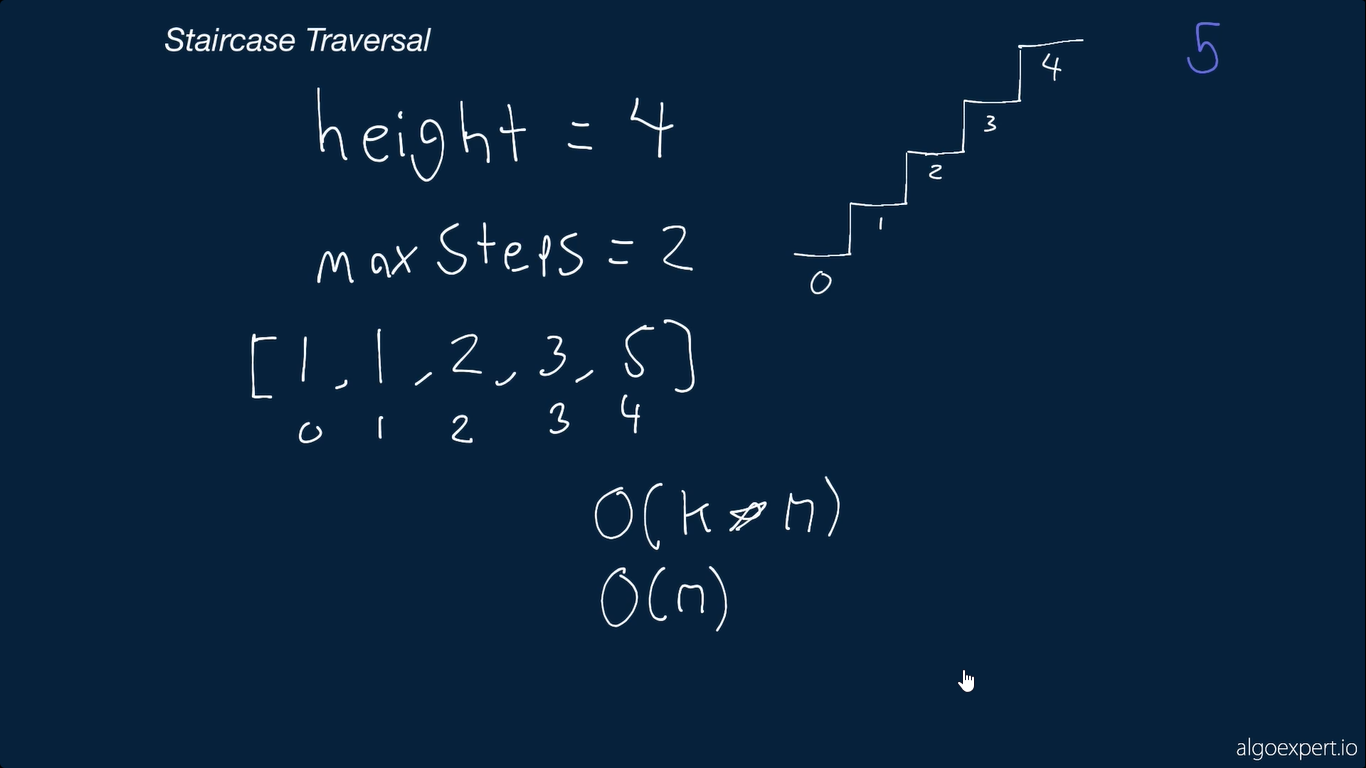 Staircase Traversal
5
height = 4
4
3
2
1
0
maxSteps = 2
[1, 1, 2, 3, 5]
0 1 2 3 4
O(k * n)
O(n)
algoexpert.io